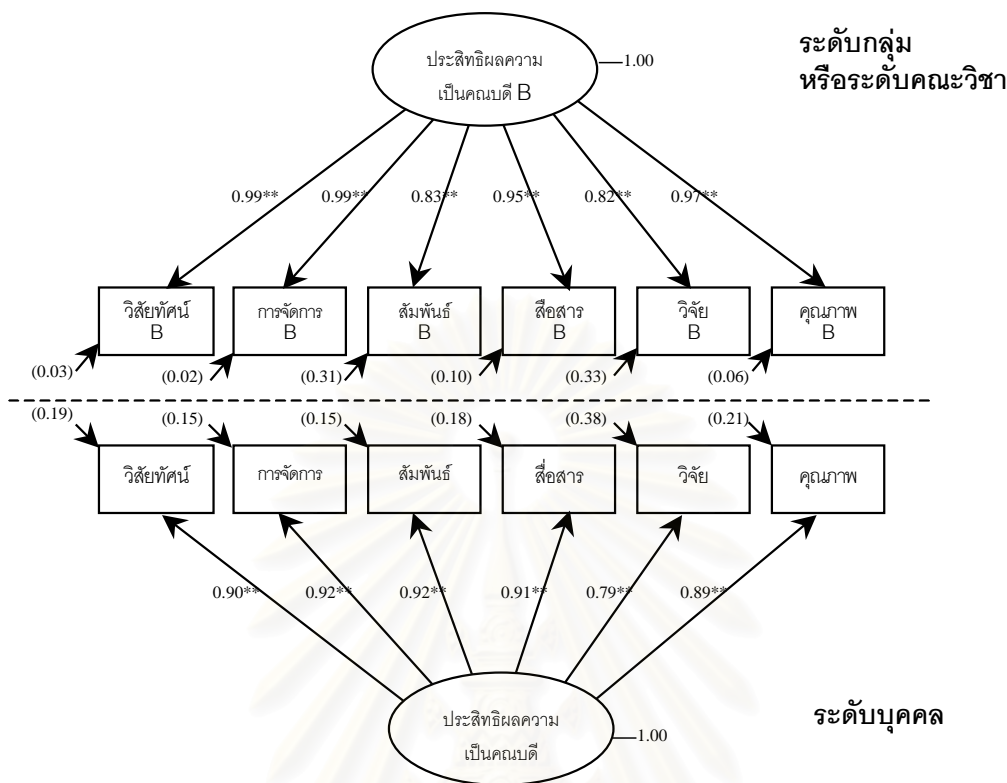 ประสิทธิผลความ
เป็นคณบดี B
1.00
ระดับกลุ่ม
หรือระดับคณะวิชา
0.99** 0.99** 0.83** 0.95** 0.82** 0.97**
วิสัยทัศน์ การจัดการ สัมพันธ์ สื่อสาร วิจัย คุณภาพ
B B B B B B
(0.03) (0.02) (0.31) (0.10) (0.33) (0.06)
(0.19) (0.15) (0.15) (0.18) (0.38) (0.21)
วิสัยทัศน์ การจัดการ สัมพันธ์ สื่อสาร วิจัย คุณภาพ
0.90** 0.92** 0.92** 0.91** 0.79** 0.89**
ประสิทธิผลความ
เป็นคณบดี
1.00
ระดับบุคคล